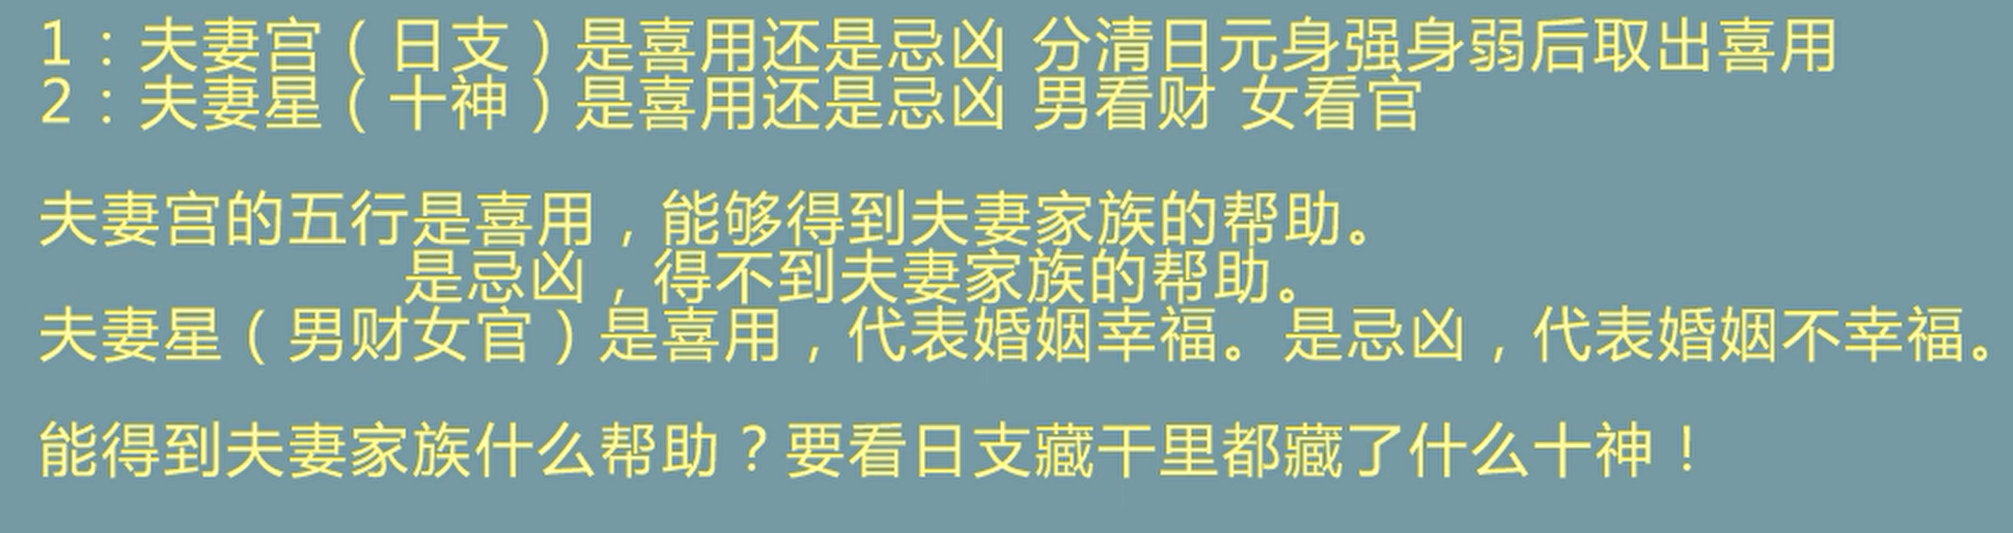 1：夫妻宫（日支）是喜用还是忌凶 分清日元身强身弱后取出喜用
2：夫妻星（十神）是喜用还是忌凶 男看财 女看官
夫妻宫的五行是喜用，能够得到夫妻家族的帮助。
是忌凶，得不到夫妻家族的帮助。
夫妻星（男财女官）是喜用，代表婚姻幸福。是忌凶，代表婚姻不幸福。
能得到夫妻家族什么帮助？要看日支藏干里都藏了什么十神！